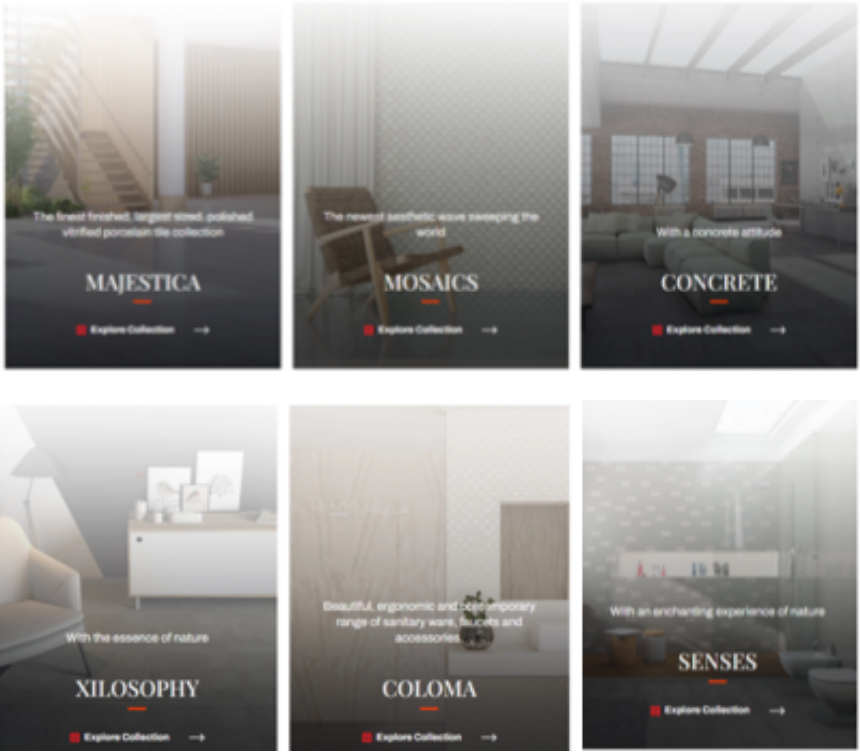 The finest finished, largest sized, polished
vitrified porcelain tile collection
MAJESTICA
Explore Collection
The newest aesthetic wave sweeping the
world
MOSAICS
Explore Collection
With a concrete attitude
CONCRETE
Explore Collection
With the essence of nature
XILOSOPHY
Explore Collection
Beautiful, ergonomic and contemporary
range of sanitary ware, faucets and
accessories
COLOMA
Explore Collection
With an enchanting experience of nature
SENSES
Explore Collection